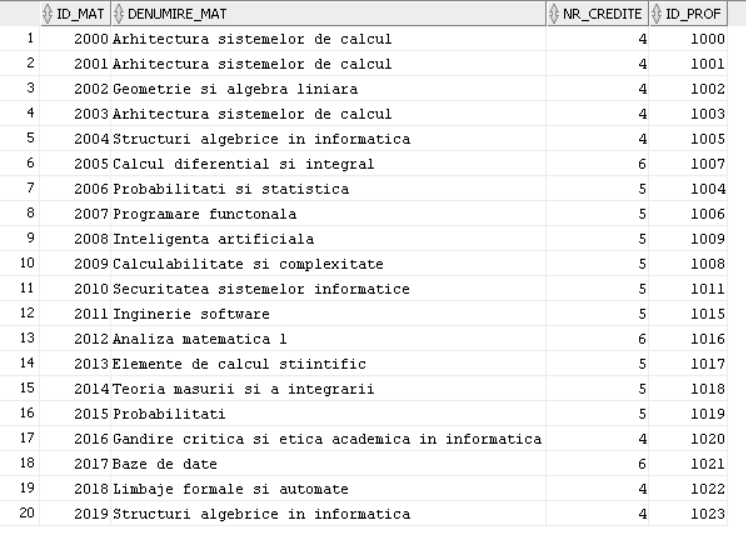 ID_MAT DENUMIRE_MAT NR_CREDITE ID_PROF
1 2000 Arhitectura sistemelor de calcul 4 1000
2 2001 Arhitectura sistemelor de calcul 4 1001
3 2002 Geometrie si algebra liniara 4 1002
4 2003 Arhitectura sistemelor de calcul 4 1003
5 2004 Structuri algebrice in informatica 4 1005
6 2005 Calcul diferential si integral 6 1007
7 2006 Probabilitati si statistica 5 1004
8 2007 Programare functonala 5 1006
9 2008 Inteligenta artificiala 5 1009
10 2009 Calculabilitate si complexitate 5 1008
11 2010 Securitatea sistemelor informatice 5 1011
12 2011 Inginerie software 5 1015
13 2012 Analiza matematica 1 6 1016
14 2013 Elemente de calcul stiintific 5 1017
15 2014 Teoria masurii si a integrarii 5 1018
16 2015 Probabilitati 5 1019
17 2016 Gandire critica si etica academica in informatica 4 1020
18 2017 Baze de date 6 1021
19 2018 Limbaje formale si automate 4 1022
20 2019 Structuri algebrice in informatica 4 1023